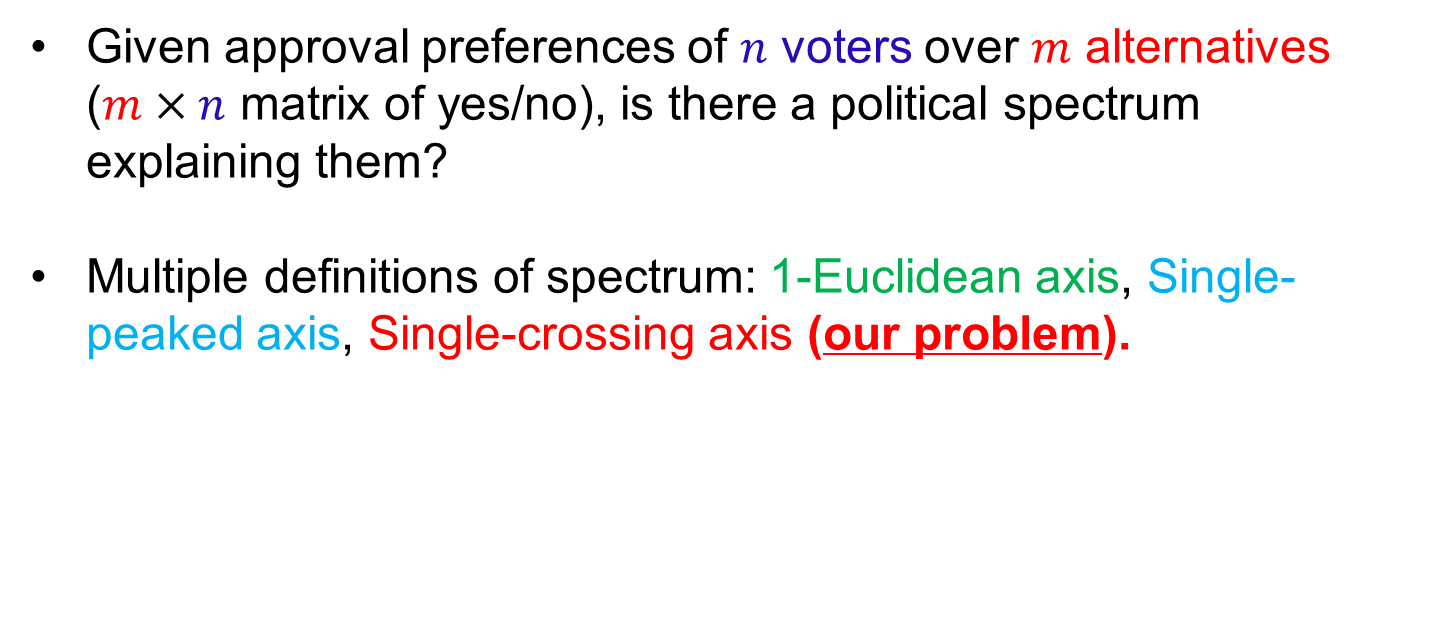 • Given approval preferences of n voters over m alternatives
(m × n matrix of yes/no), is there a political spectrum
explaining them?
• Multiple definitions of spectrum: 1-Euclidean axis, Single-
peaked axis, Single-crossing axis (our problem).